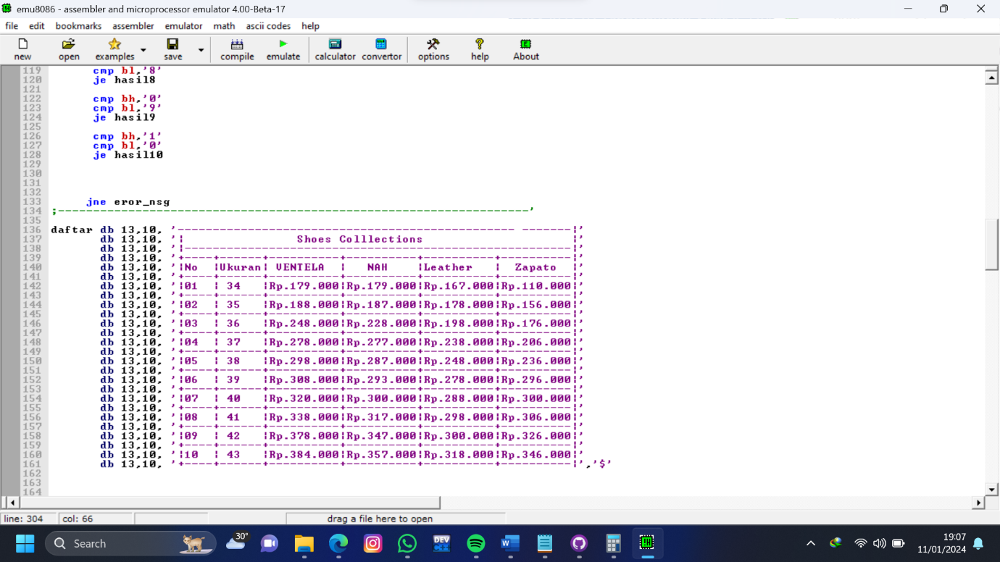 emu8086 - assembler and microprocessor emulator 4.00-Beta-17
file edit bookmarks assembler emulator math ascii codes help
new open examples save compile emulate calculator convertor options help About
119 cmp bl,'8'
120 je hasil8
121
122 cmp bh,'0'
123 cmp bl,'9'
124 je hasil9
125
126 cmp bh,'1'
127 cmp bl,'0'
128 je hasil10
129
130
131
132
133 jne eror_nsg
134 ;-------------------------------------------------------------------'
135
136 daftar db 13,10, '------------------------------------------------ -------|'
137 db 13,10, '| Shoes Colllections |'
138 db 13,10, '|-------------------------------------------------------|'
139 db 13,10, '+----+------+----------+----------+----------+----------|'
140 db 13,10, '|No |Ukuran| VENTELA | NAH |Leather | Zapato |'
141 db 13,10, '+----+------+----------+----------+----------+----------|'
142 db 13,10, '|01 | 34 |Rp.179.000|Rp.179.000|Rp.167.000|Rp.110.000|'
143 db 13,10, '+----+------+----------+----------+----------+----------|'
144 db 13,10, '|02 | 35 |Rp.188.000|Rp.187.000|Rp.178.000|Rp.156.000|'
145 db 13,10, '+----+------+----------+----------+----------+----------|'
146 db 13,10, '|03 | 36 |Rp.248.000|Rp.228.000|Rp.198.000|Rp.176.000|'
147 db 13,10, '+----+------+----------+----------+----------+----------|'
148 db 13,10, '|04 | 37 |Rp.278.000|Rp.277.000|Rp.238.000|Rp.206.000|'
149 db 13,10, '+----+------+----------+----------+----------+----------|'
150 db 13,10, '|05 | 38 |Rp.298.000|Rp.287.000|Rp.248.000|Rp.236.000|'
151 db 13,10, '+----+------+----------+----------+----------+----------|'
152 db 13,10, '|06 | 39 |Rp.308.000|Rp.293.000|Rp.278.000|Rp.296.000|'
153 db 13,10, '+----+------+----------+----------+----------+----------|'
154 db 13,10, '|07 | 40 |Rp.320.000|Rp.300.000|Rp.288.000|Rp.300.000|'
155 db 13,10, '+----+------+----------+----------+----------+----------|'
156 db 13,10, '|08 | 41 |Rp.338.000|Rp.317.000|Rp.298.000|Rp.306.000|'
157 db 13,10, '+----+------+----------+----------+----------+----------|'
158 db 13,10, '|09 | 42 |Rp.378.000|Rp.347.000|Rp.300.000|Rp.326.000|'
159 db 13,10, '+----+------+----------+----------+----------+----------|'
160 db 13,10, '|10 | 43 |Rp.384.000|Rp.357.000|Rp.318.000|Rp.346.000|'
161 db 13,10, '+----+------+----------+----------+----------+----------|','$'
162
163
164
line: 304 col: 66 drag a file here to open
30° Search DEV C++ W 19:07
11/01/2024